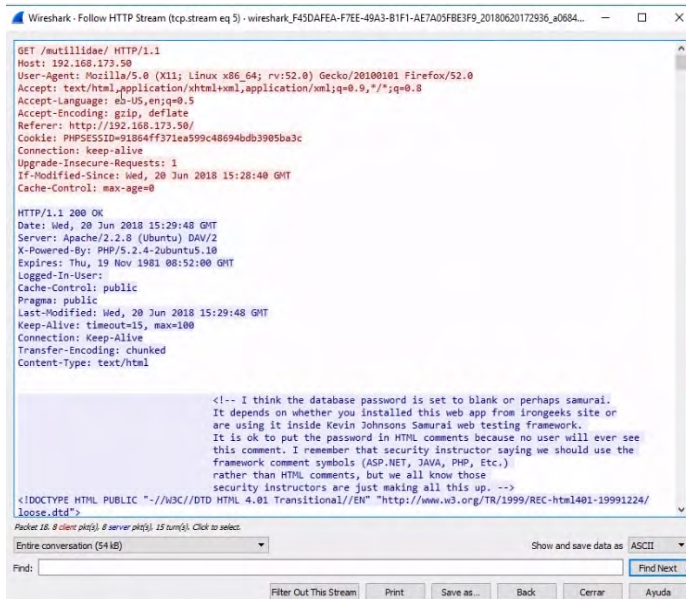 Wireshark · Follow HTTP Stream (tcp.stream eq 5) · wireshark_F45DAFEA-F7EE-49A3-B1F1-AE7A05FBE3F9_20180620172936_a0684...
GET /mutillidae/ HTTP/1.1
Host: 192.168.173.50
User-Agent: Mozilla/5.0 (X11; Linux x86_64; rv:52.0) Gecko/20100101 Firefox/52.0
Accept: text/html,application/xhtml+xml,application/xml;q=0.9,*/*;q=0.8
Accept-Language: en-US,en;q=0.5
Accept-Encoding: gzip, deflate
Referer: http://192.168.173.50/
Cookie: PHPSESSID=91864ff371ea599c48694bdb3905ba3c
Connection: keep-alive
Upgrade-Insecure-Requests: 1
If-Modified-Since: Wed, 20 Jun 2018 15:28:40 GMT
Cache-Control: max-age=0
HTTP/1.1 200 OK
Date: Wed, 20 Jun 2018 15:29:48 GMT
Server: Apache/2.2.8 (Ubuntu) DAV/2
X-Powered-By: PHP/5.2.4-2ubuntu5.10
Expires: Thu, 19 Nov 1981 08:52:00 GMT
Logged-In-User:
Cache-Control: public
Pragma: public
Last-Modified: Wed, 20 Jun 2018 15:29:48 GMT
Keep-Alive: timeout=15, max=100
Connection: Keep-Alive
Transfer-Encoding: chunked
Content-Type: text/html
<!-- I think the database password is set to blank or perhaps samurai.
It depends on whether you installed this web app from irongeeks site or
are using it inside Kevin Johnsons Samurai web testing framework.
It is ok to put the password in HTML comments because no user will ever see
this comment. I remember that security instructor saying we should use the
framework comment symbols (ASP.NET, JAVA, PHP, Etc.)
rather than HTML comments, but we all know those
security instructors are just making all this up. -->
<!DOCTYPE HTML PUBLIC "-//W3C//DTD HTML 4.01 Transitional//EN" "http://www.w3.org/TR/1999/REC-html401-19991224/
loose.dtd">
Packet 18. 8 client pkt(s), 8 server pkt(s), 15 turn(s). Click to select.
Entire conversation (54 kB)
Show and save data as ASCII
Find:
Find Next
Filter Out This Stream
Print
Save as...
Back
Cerrar
Ayuda